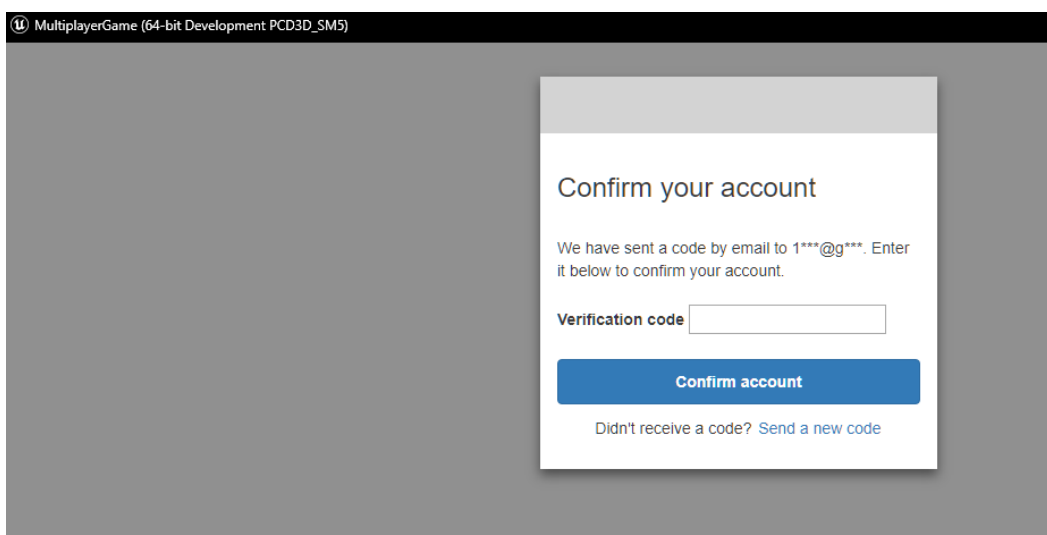 MultiplayerGame (64-bit Development PCD3D_SM5)
Confirm your account
We have sent a code by email to 1***@g***. Enter
it below to confirm your account.
Verification code
Confirm account
Didn't receive a code? Send a new code